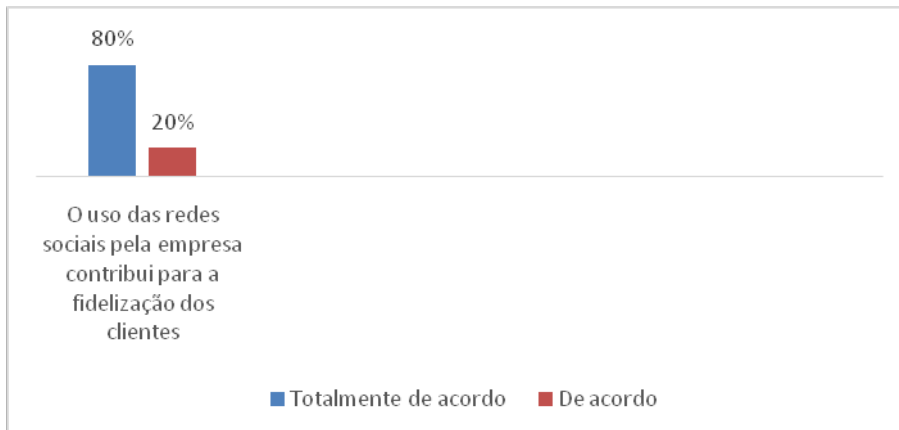 80%
20%
O uso das redes
sociais pela empresa
contribui para a
fidelização dos
clientes
Totalmente de acordo
De acordo